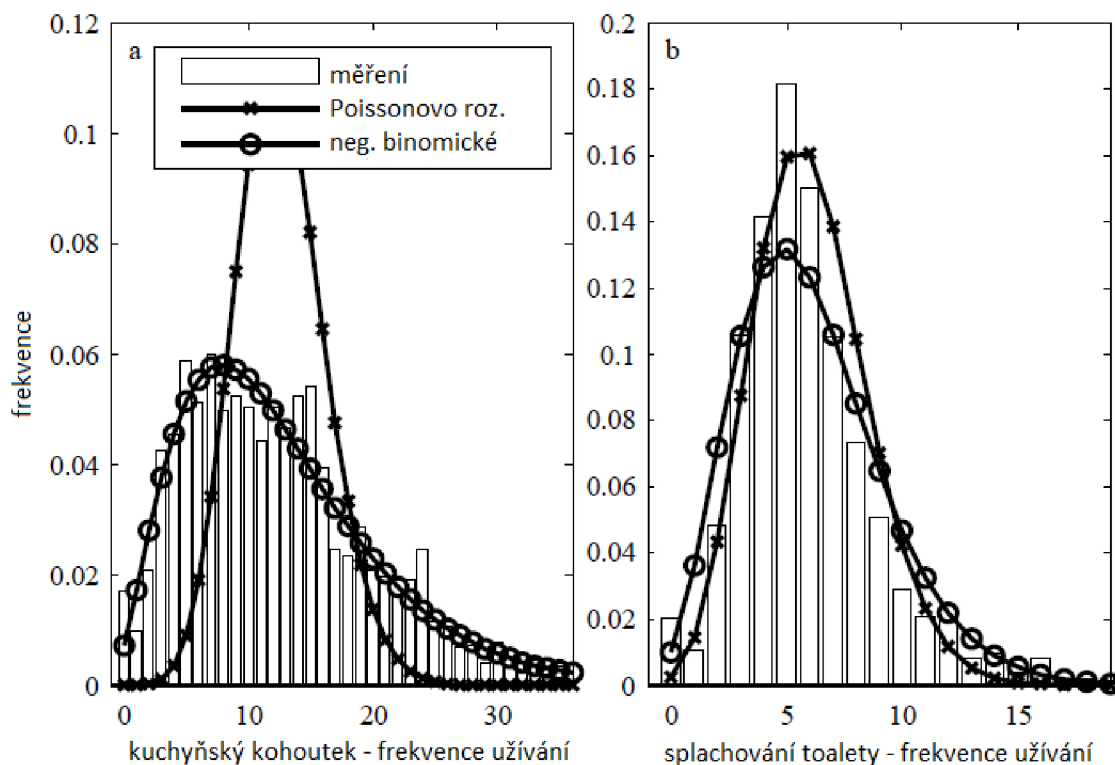 a
měření
Poissonovo roz.
neg. binomické
0.12
0.1
0.08
0.06
0.04
0.02
0
frekvence
0 10 20 30
kuchyňský kohoutek - frekvence užívání
b
0.2
0.18
0.16
0.14
0.12
0.1
0.08
0.06
0.04
0.02
0
0 5 10 15
splachování toalety - frekvence užívání